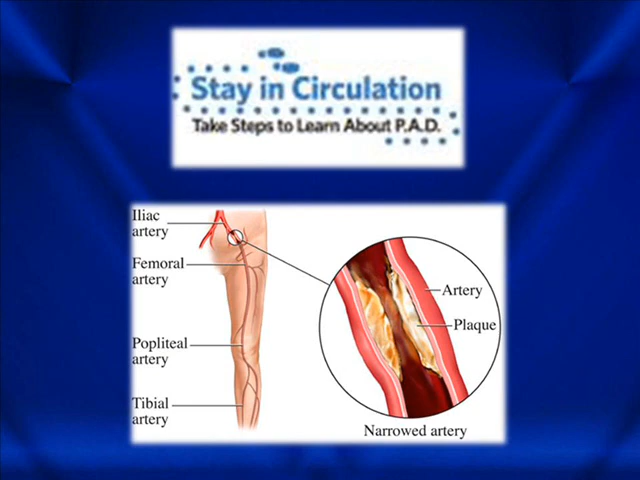 Stay in Circulation
Take Steps to Learn About P.A.D.
Iliac
artery
Femoral
artery
Popliteal
artery
Tibial
artery
Artery
Plaque
Narrowed artery